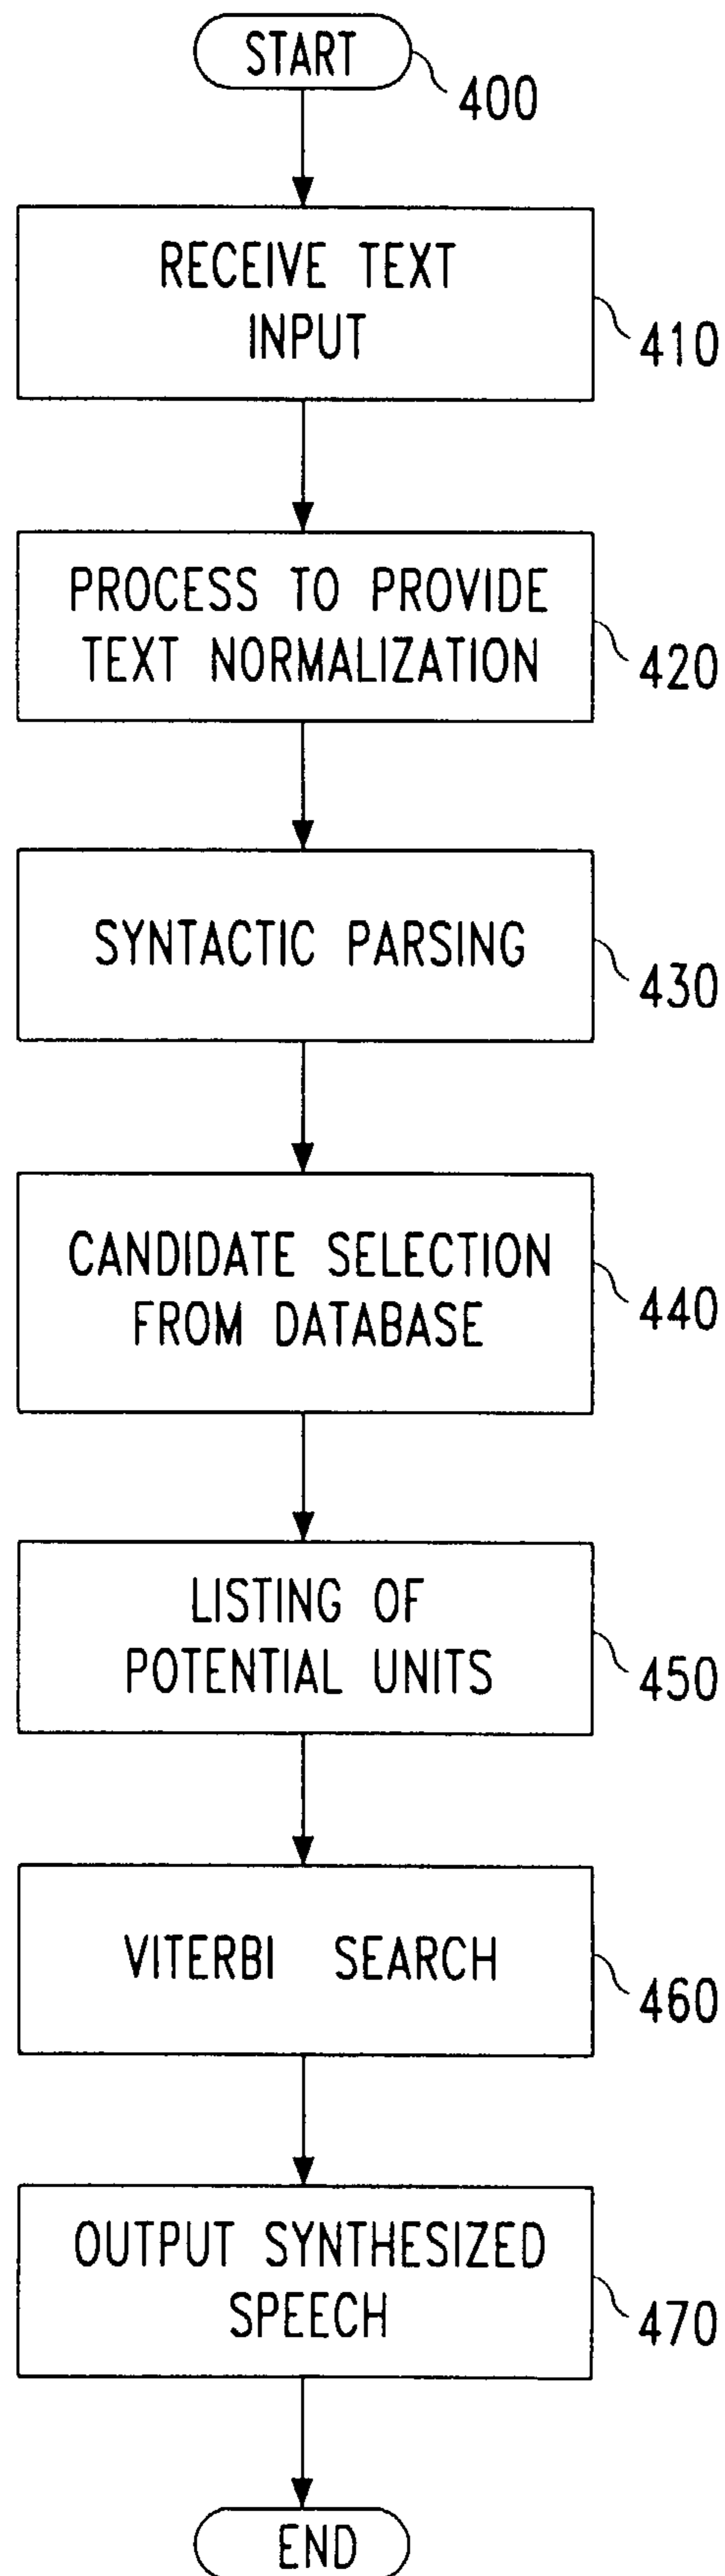 START
400
RECEIVE TEXT
INPUT
410
PROCESS TO PROVIDE
TEXT NORMALIZATION
420
SYNTACTIC PARSING
430
CANDIDATE SELECTION
FROM DATABASE
440
LISTING OF
POTENTIAL UNITS
450
VITERBI SEARCH
460
OUTPUT SYNTHESIZED
SPEECH
470
END